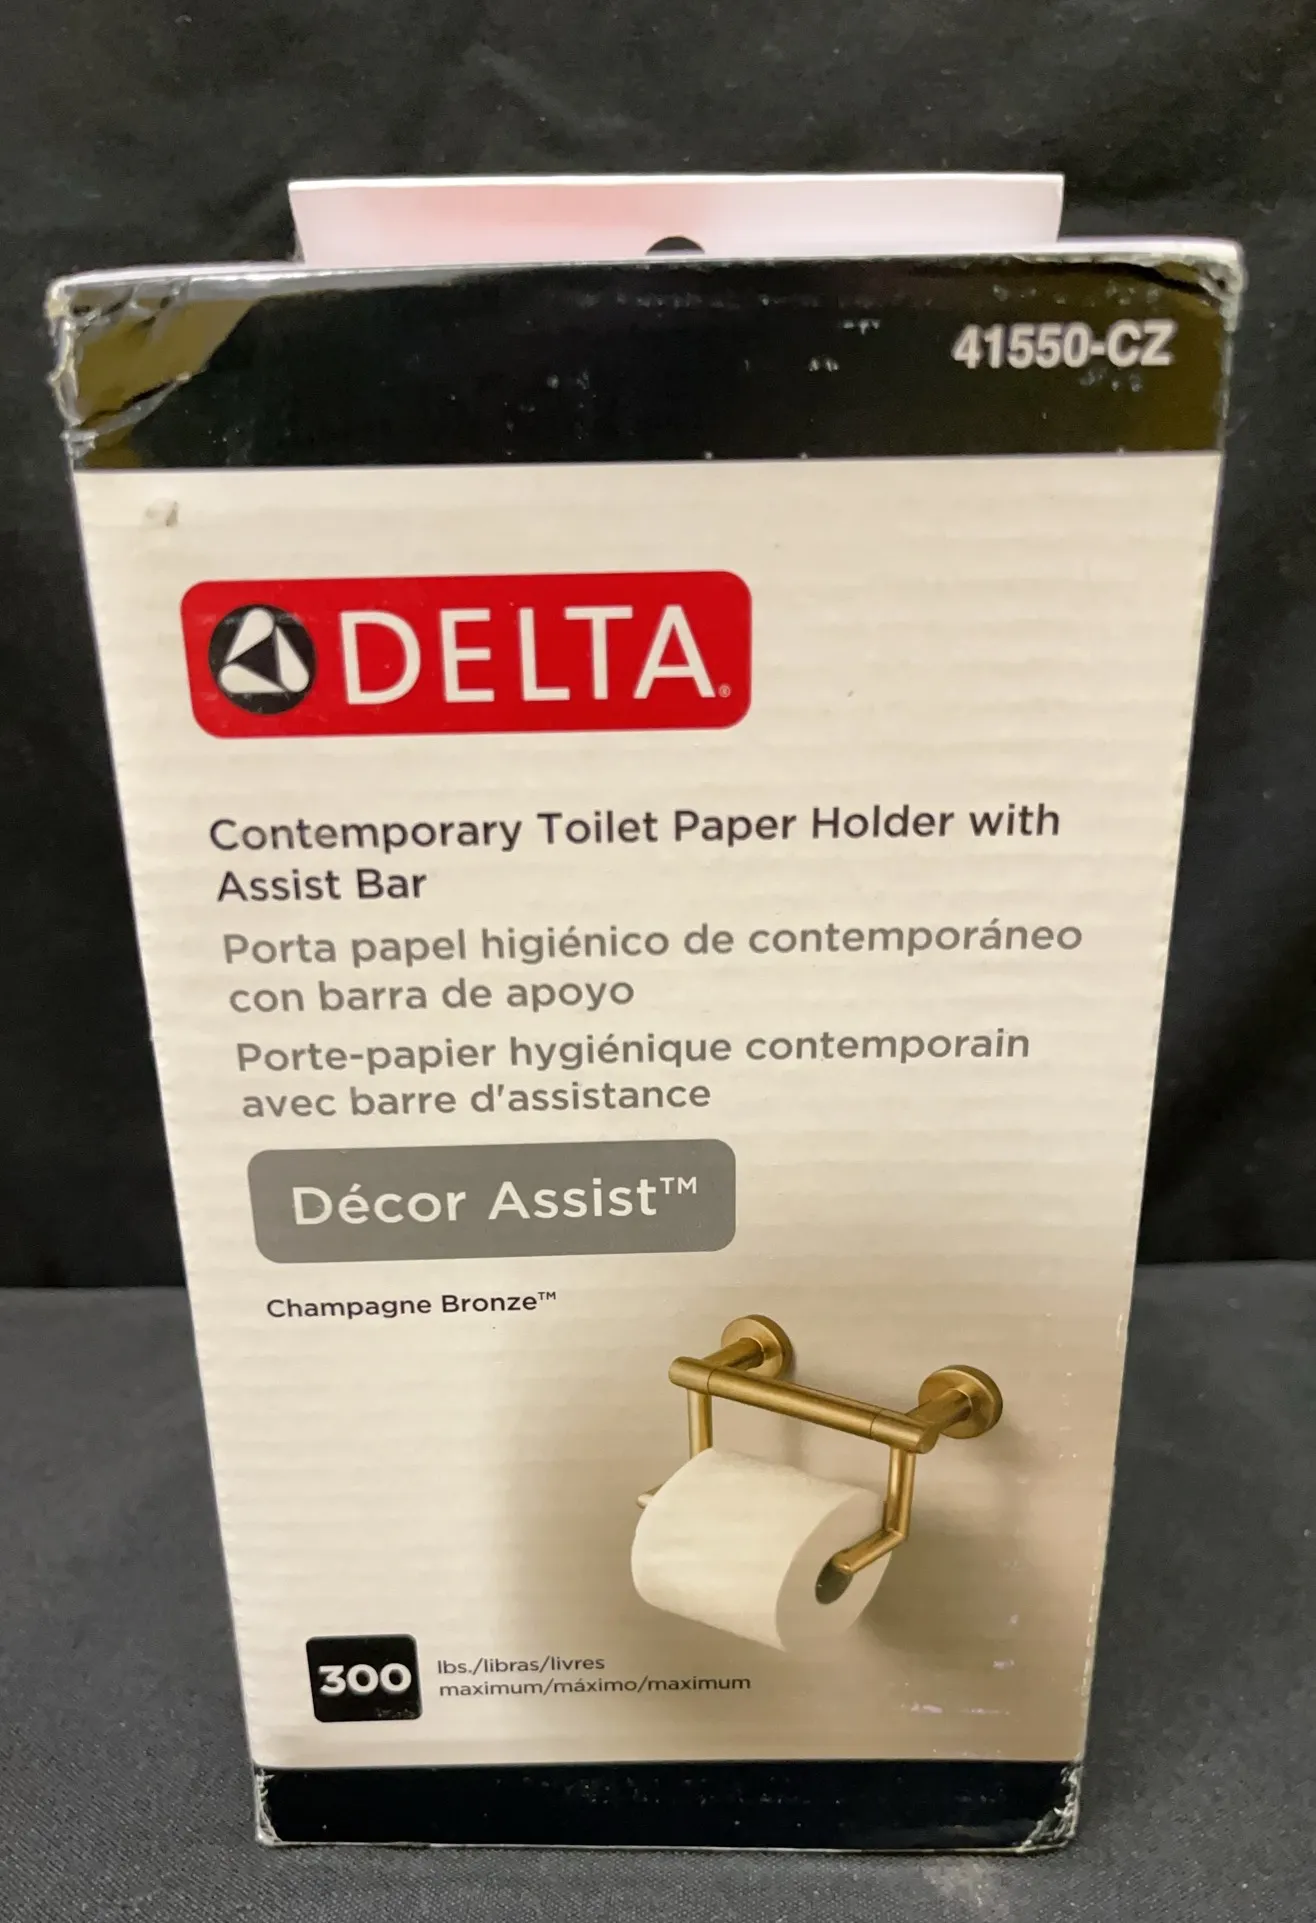 41550-CZ
DELTA®
Contemporary Toilet Paper Holder with
Assist Bar
Porta papel higiénico de contemporáneo
con barra de apoyo
Porte-papier hygiénique contemporain
avec barre d'assistance
Décor Assist™
Champagne Bronze™
300 lbs./libras/livres
maximum/máximo/maximum